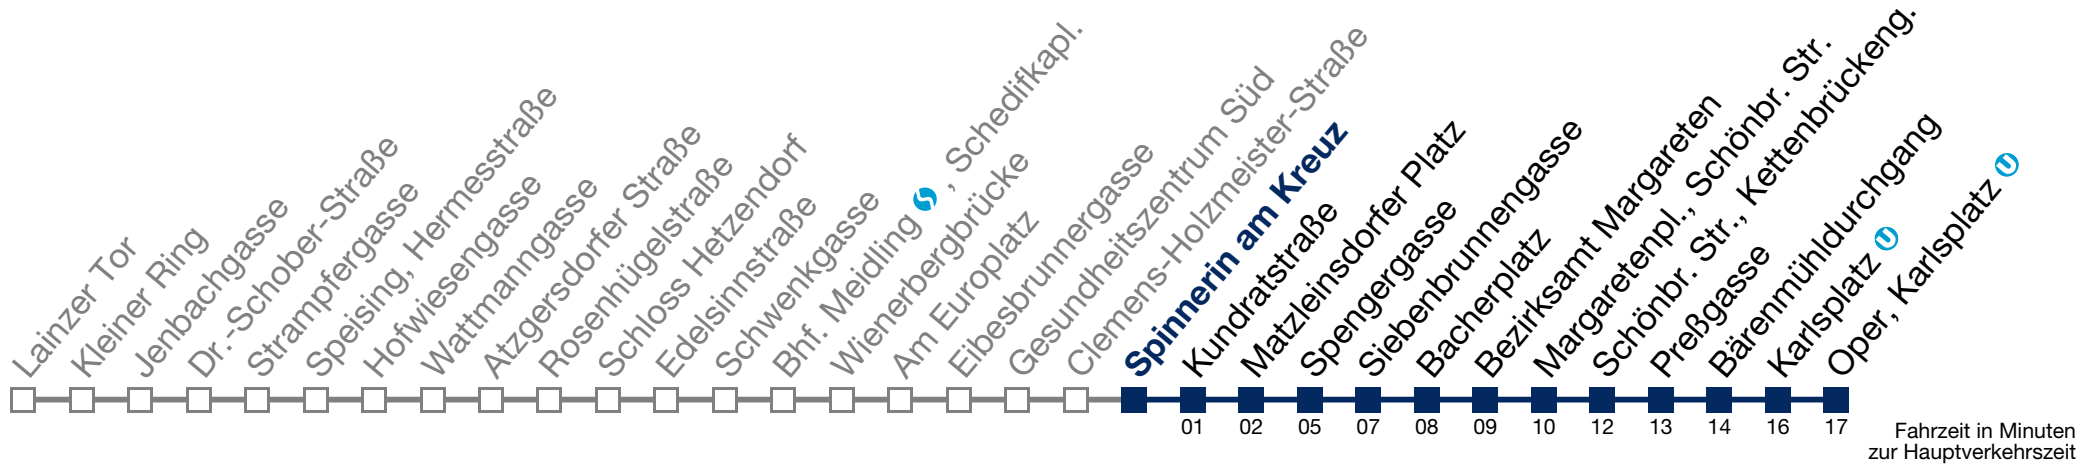 Lainzer Tor
Kleiner Ring
Jenbachgasse
Dr.-Schober-Straße
Strampfergasse
Speising, Hermesstraße
Hofwiesengasse
Wattmanngasse
Atzgersdorfer Straße
Rosenhügelstraße
Schloss Hetzendorf
Edelsinnstraße
Schwenkgasse
Bhf. Meidling S, Schedifkapl.
Wienerbergbrücke
Am Europlatz
Eibesbrunnergasse
Gesundheitszentrum Süd
Clemens-Holzmeister-Straße
Spinnerin am Kreuz
Kundratstraße
Matzleinsdorfer Platz
Spengergasse
Siebenbrunnengasse
Bacherplatz
Bezirksamt Margareten
Margaretenpl., Schönbr. Str.
Schönbr. Str., Kettenbrückeng.
Preßgasse
Bärenmühldurchgang
Karlsplatz U
Oper, Karlsplatz U
01 02 05 07 08 09 10 12 13 14 16 17
Fahrzeit in Minuten
zur Hauptverkehrszeit